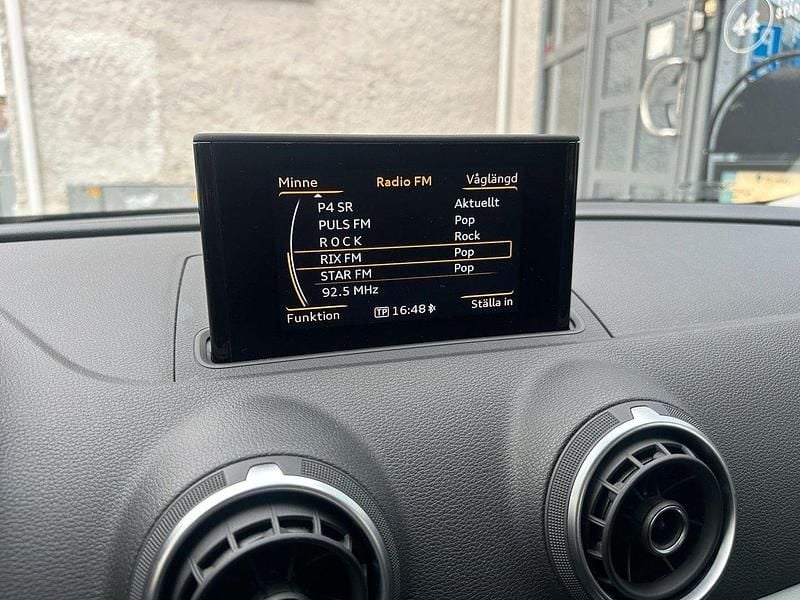 Minne Radio FM Våglängd
P4 SR Aktuellt
PULS FM Pop
R O C K Rock
RIX FM Pop
STAR FM Pop
92.5 MHz
Funktion TP 16:48 Ställa in
44